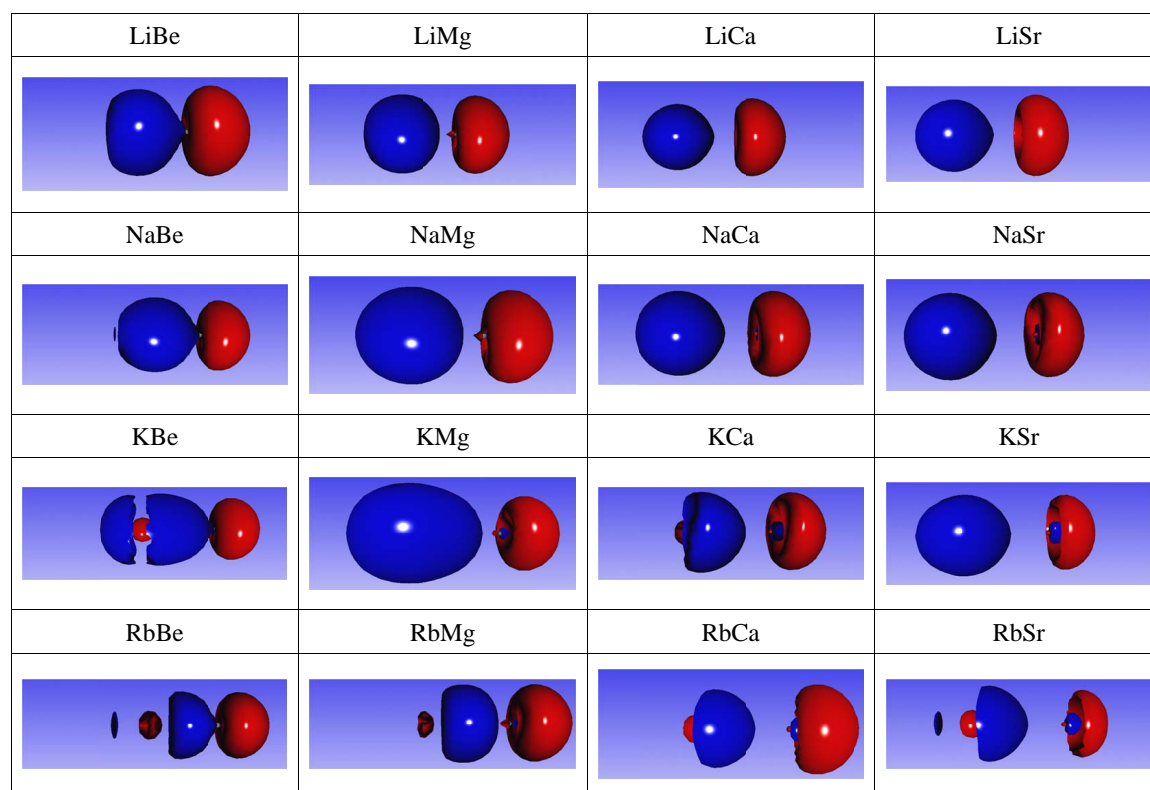 LiBe LiMg LiCa LiSr
NaBe NaMg NaCa NaSr
KBe KMg KCa KSr
RbBe RbMg RbCa RbSr